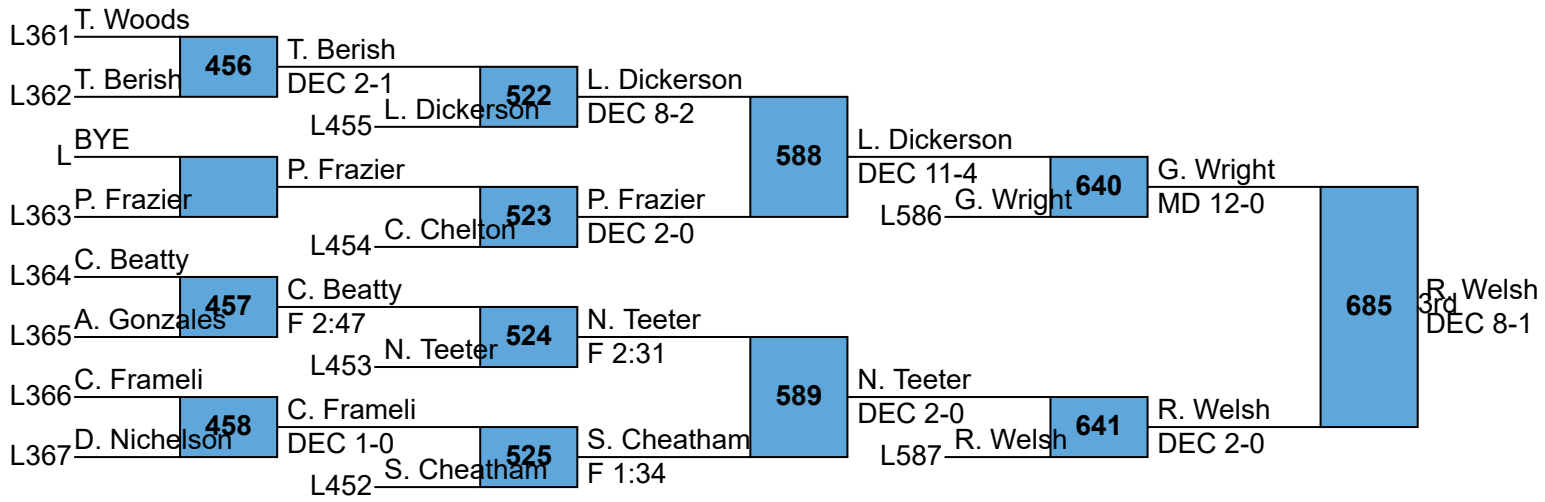 T. Woods
L361
456
T. Berish
L362
T. Berish
DEC 2-1
522
L. Dickerson
L455
L. Dickerson
DEC 8-2
BYE
L
P. Frazier
L363
P. Frazier
523
C. Chelton
L454
P. Frazier
DEC 2-0
588
L. Dickerson
DEC 11-4
640
G. Wright
L586
G. Wright
MD 12-0
C. Beatty
L364
457
A. Gonzales
L365
C. Beatty
F 2:47
524
N. Teeter
L453
N. Teeter
F 2:31
C. Frameli
L366
458
D. Nichelson
L367
C. Frameli
DEC 1-0
525
S. Cheatham
L452
S. Cheatham
F 1:34
589
N. Teeter
DEC 2-0
641
R. Welsh
L587
R. Welsh
DEC 2-0
685
3rd
R. Welsh
DEC 8-1